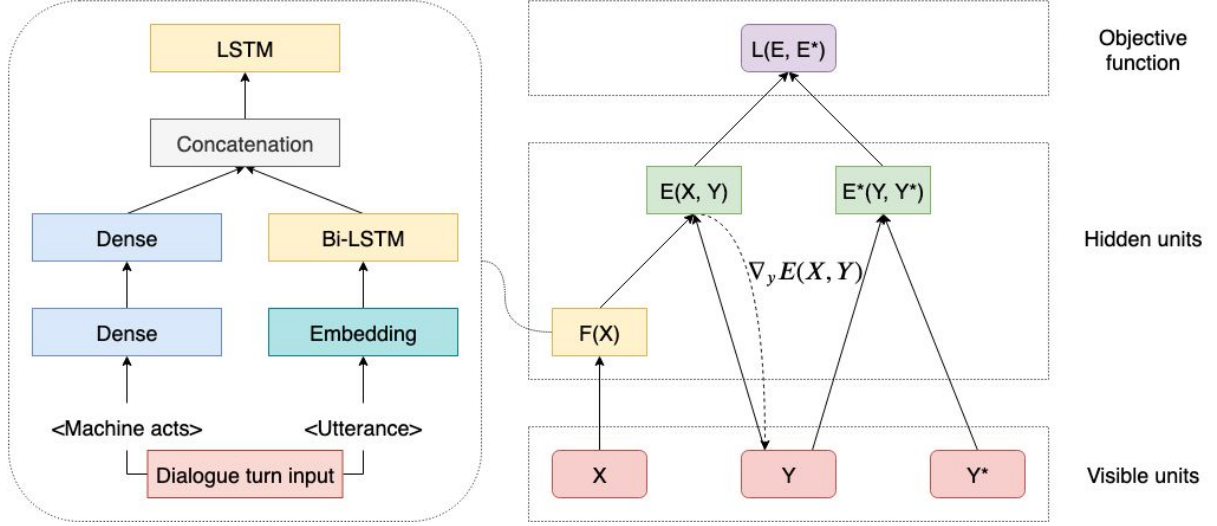 LSTM
Concatenation
Dense
Bi-LSTM
Dense
Embedding
<Machine acts>
<Utterance>
Dialogue turn input
L(E, E*)
Objective
function
E(X, Y)
E*(Y, Y*)
Hidden units
∇yE(X, Y)
F(X)
X
Y
Y*
Visible units